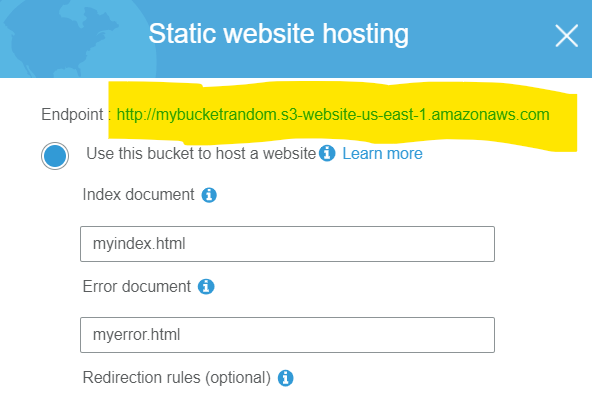 Static website hosting
Endpoint : http://mybucketrandom.s3-website-us-east-1.amazonaws.com
Use this bucket to host a website Learn more
Index document
myindex.html
Error document
myerror.html
Redirection rules (optional)